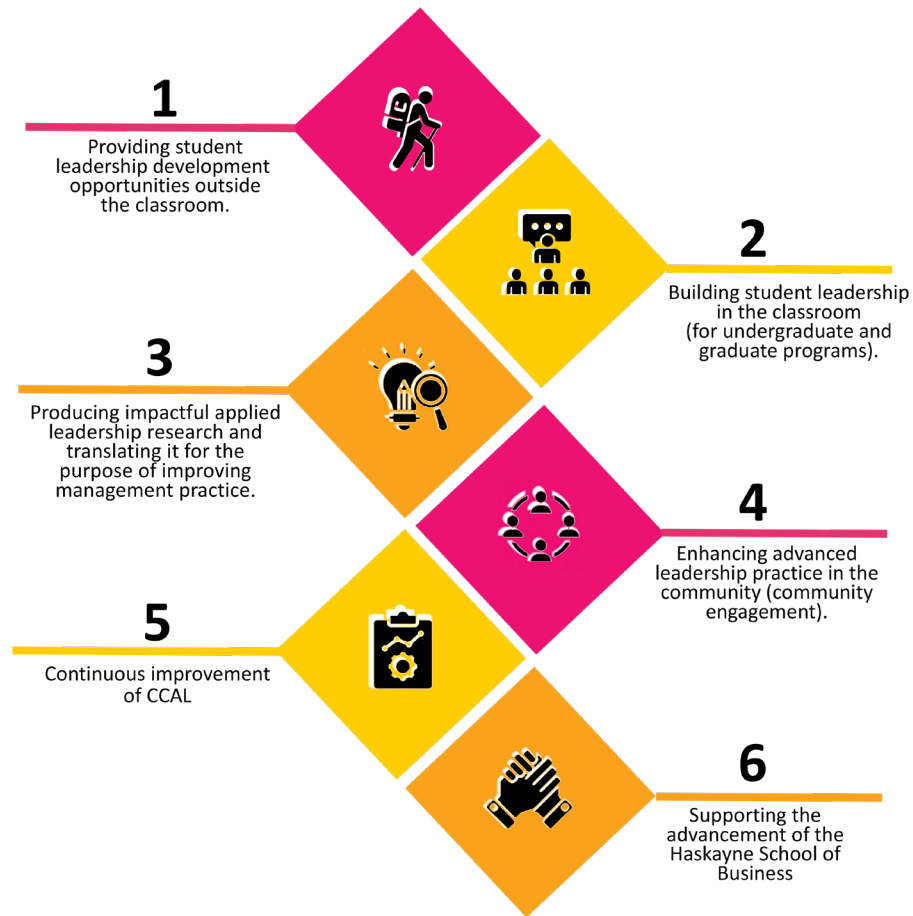 1
Providing student
leadership development
opportunities outside
the classroom.
2
Building student leadership
in the classroom
(for undergraduate and
graduate programs).
3
Producing impactful applied
leadership research and
translating it for the
purpose of improving
management practice.
4
Enhancing advanced
leadership practice in the
community (community
engagement).
5
Continuous improvement
of CCAL
6
Supporting the
advancement of the
Haskayne School of
Business